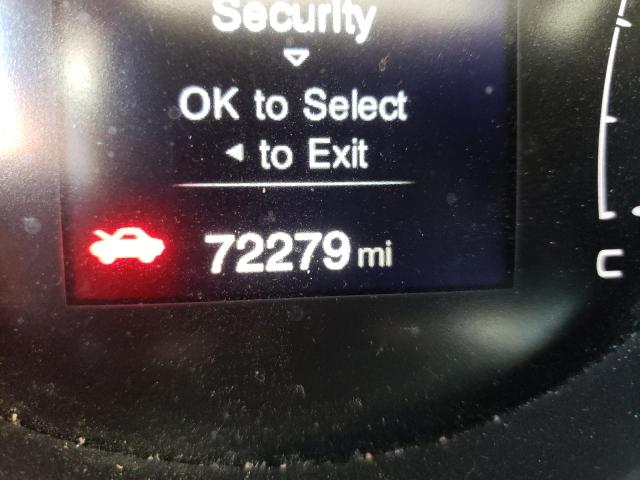 Security
OK to Select
to Exit
72279 mi
C